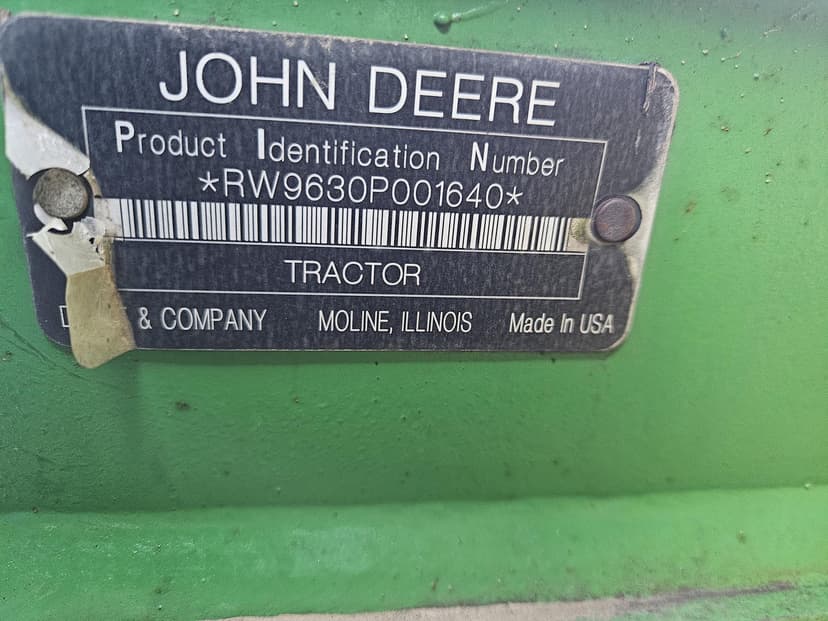 JOHN DEERE
Product Identification Number
*RW9630P001640*
TRACTOR
& COMPANY MOLINE, ILLINOIS Made In USA